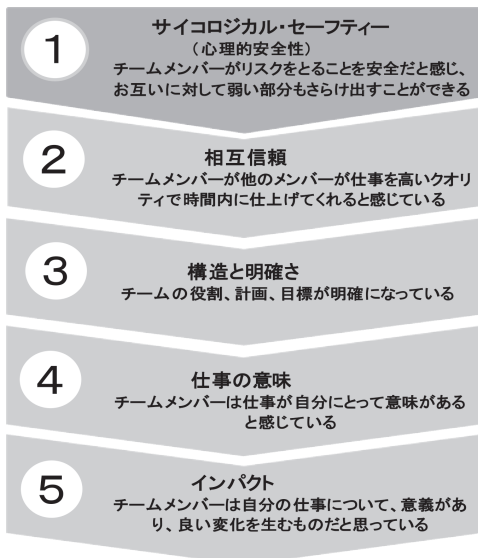 1
サイコロジカル・セーフティー
（心理的安全性）
チームメンバーがリスクをとることを安全だと感じ、
お互いに対して弱い部分もさらけ出すことができる
2
相互信頼
チームメンバーが他のメンバーが仕事を高いクオリ
ティで時間内に仕上げてくれると感じている
3
構造と明確さ
チームの役割、計画、目標が明確になっている
4
仕事の意味
チームメンバーは仕事が自分にとって意味がある
と感じている
5
インパクト
チームメンバーは自分の仕事について、意義があ
り、良い変化を生むものだと思っている